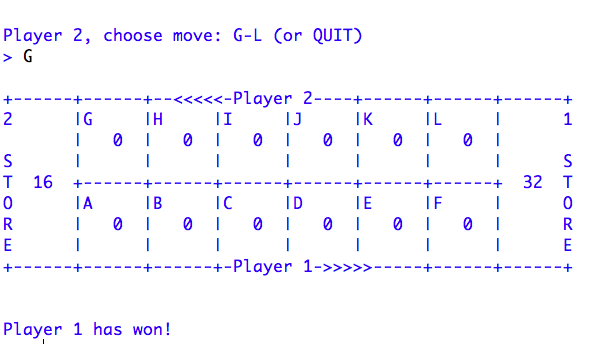 Player 2, choose move: G-L (or QUIT)
> G
+------+------+--<<<<<-Player 2----+------+------+------+
2      |G     |H     |I     |J     |K     |L     |      1
       |   0  |   0  |   0  |   0  |   0  |   0  |
S      |      |      |      |      |      |      |      S
T  16  +------+------+------+------+------+------+  32  T
O      |A     |B     |C     |D     |E     |F     |      O
R      |   0  |   0  |   0  |   0  |   0  |   0  |      R
E      |      |      |      |      |      |      |      E
+------+------+------+-Player 1->>>>>-----+------+------+
Player 1 has won!